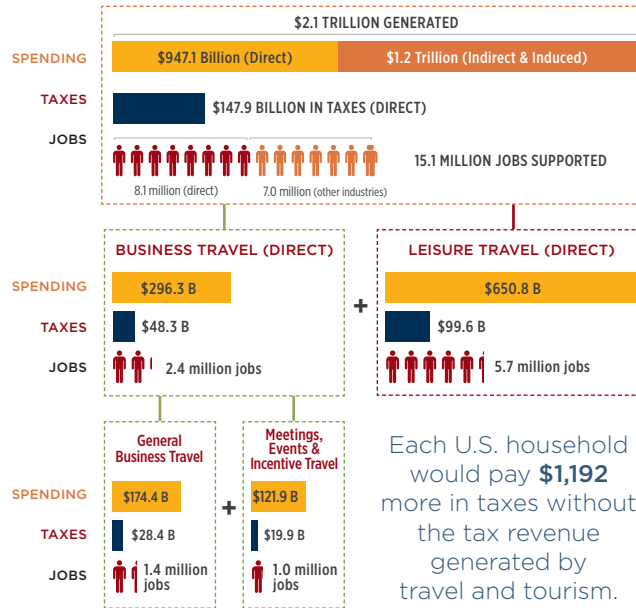 $2.1 TRILLION GENERATED
SPENDING
$947.1 Billion (Direct)
$1.2 Trillion (Indirect & Induced)
TAXES
$147.9 BILLION IN TAXES (DIRECT)
JOBS
15.1 MILLION JOBS SUPPORTED
8.1 million (direct)
7.0 million (other industries)
BUSINESS TRAVEL (DIRECT)
LEISURE TRAVEL (DIRECT)
SPENDING
$296.3 B
$650.8 B
+
TAXES
$48.3 B
$99.6 B
JOBS
2.4 million jobs
5.7 million jobs
General
Business Travel
Meetings,
Events &
Incentive Travel
SPENDING
$174.4 B
+
$121.9 B
TAXES
$28.4 B
$19.9 B
JOBS
1.4 million
jobs
1.0 million
jobs
Each U.S. household
would pay $1,192
more in taxes without
the tax revenue
generated by
travel and tourism.